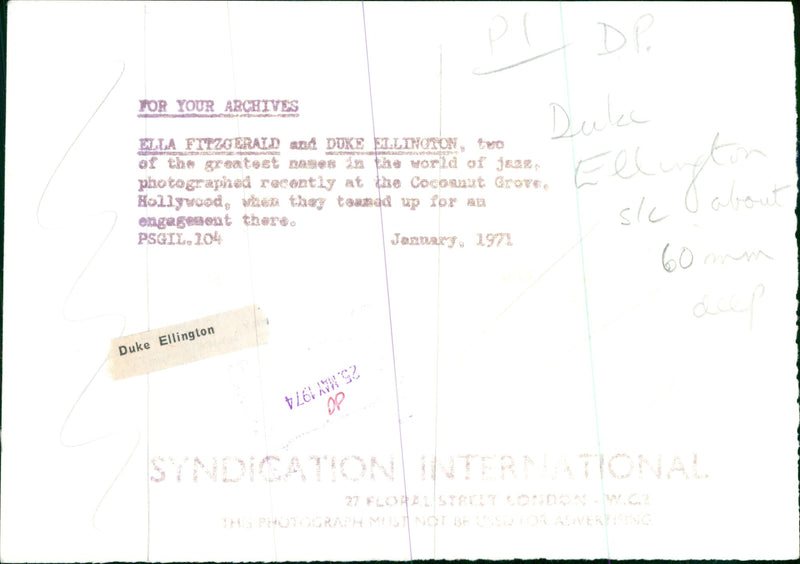 P1 DP.
FOR YOUR ARCHIVES
ELLA FITZGERALD and DUKE ELLINGTON, two
of the greatest names in the world of jazz,
photographed recently at the Cocoanut Grove,
Hollywood, when they teamed up for an
engagement there.
PSGIL.104 January, 1971
Duke
Ellington
s/c about
60 mm
deep
Duke Ellington
25. MAY 1974
DP
SYNDICATION INTERNATIONAL
27 FLORAL STREET LONDON - W.C.2
THIS PHOTOGRAPH MUST NOT BE USED FOR ADVERTISING